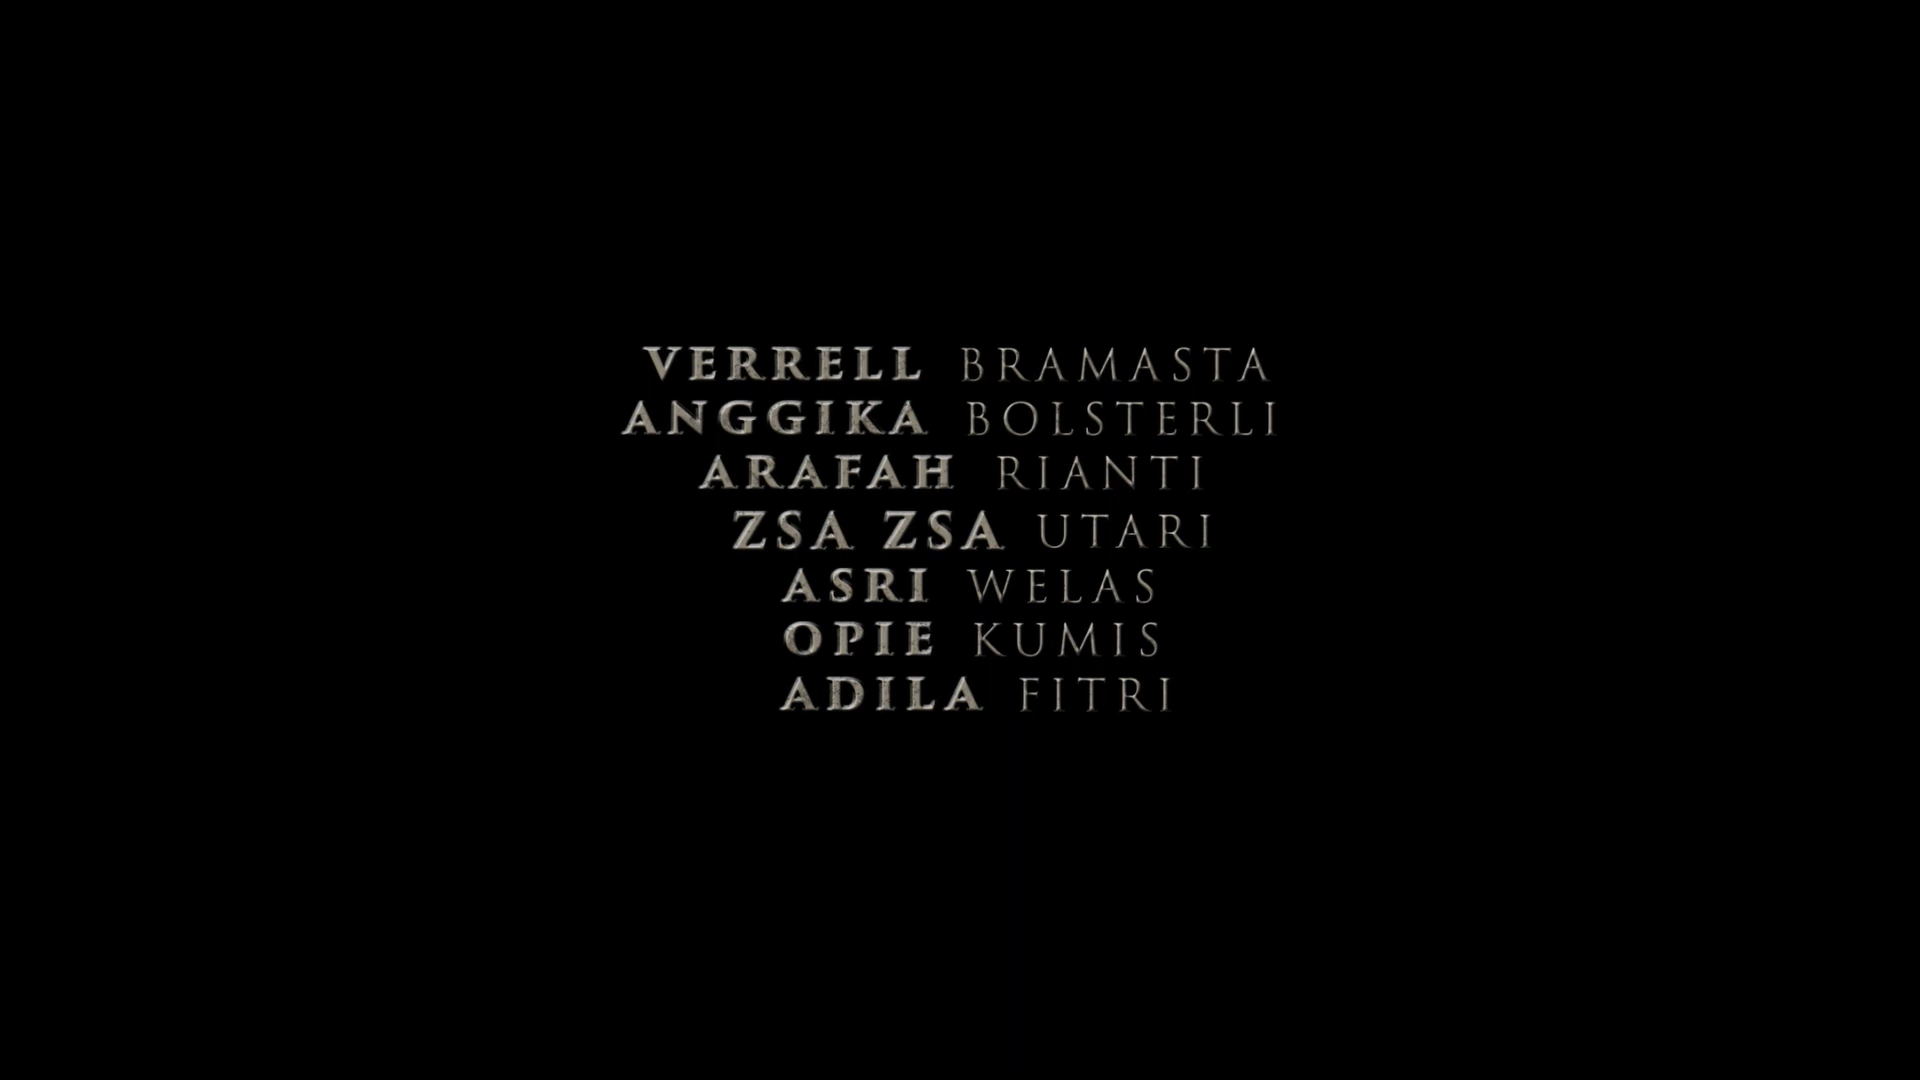 VERRELL BRAMASTA
ANGGIKA BOLSTERLI
ARAFAH RIANTI
ZSA ZSA UTARI
ASRI WELAS
OPIE KUMIS
ADILA FITRI